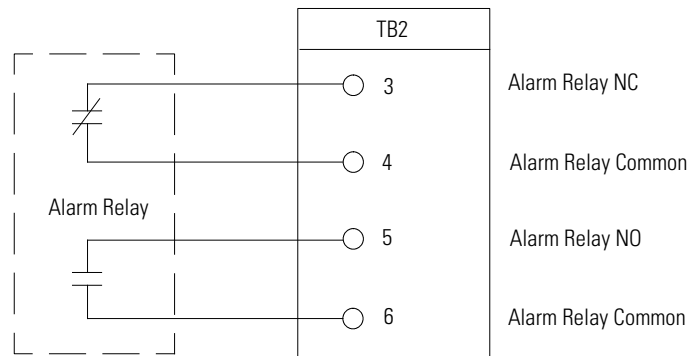 TB2
3 Alarm Relay NC
4 Alarm Relay Common
Alarm Relay
5 Alarm Relay NO
6 Alarm Relay Common